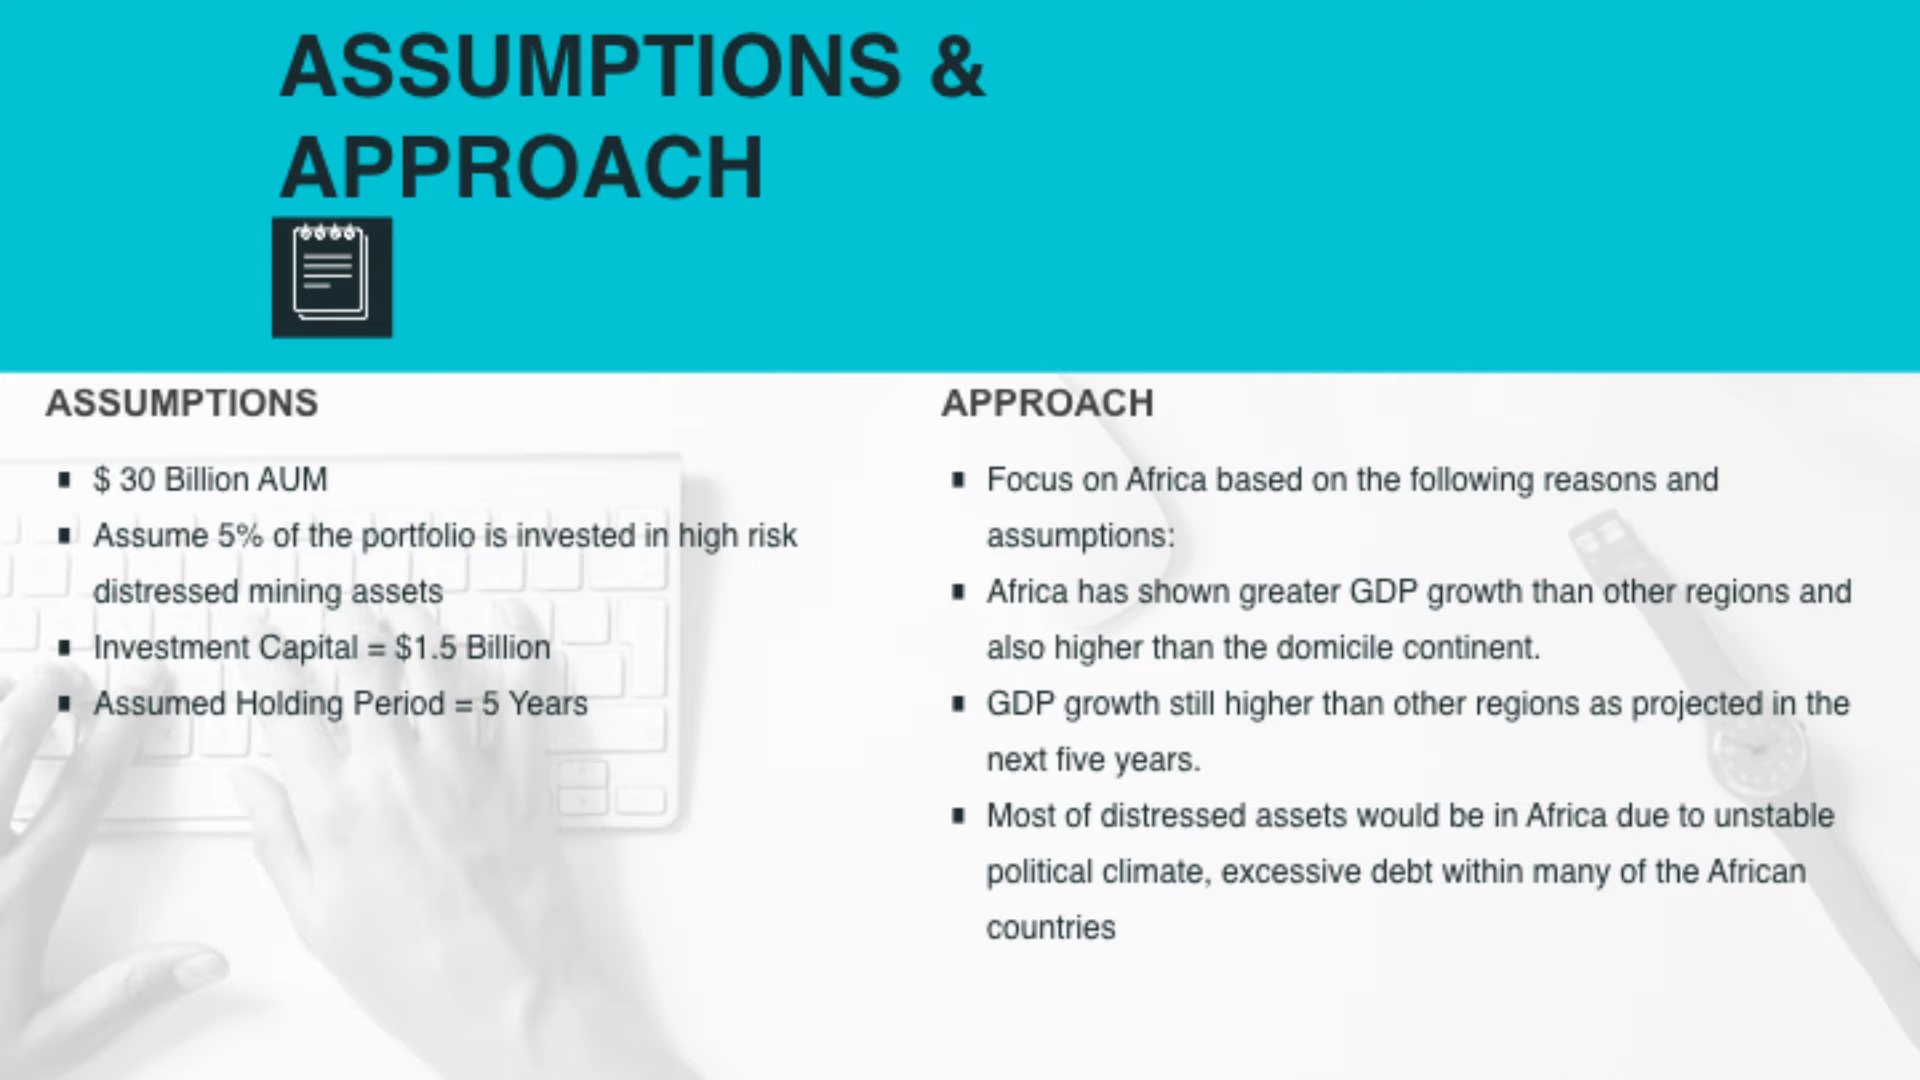 ASSUMPTIONS &
APPROACH
ASSUMPTIONS
▪ $ 30 Billion AUM
▪ Assume 5% of the portfolio is invested in high risk
distressed mining assets
▪ Investment Capital = $1.5 Billion
▪ Assumed Holding Period = 5 Years
APPROACH
▪ Focus on Africa based on the following reasons and
assumptions:
▪ Africa has shown greater GDP growth than other regions and
also higher than the domicile continent.
▪ GDP growth still higher than other regions as projected in the
next five years.
▪ Most of distressed assets would be in Africa due to unstable
political climate, excessive debt within many of the African
countries